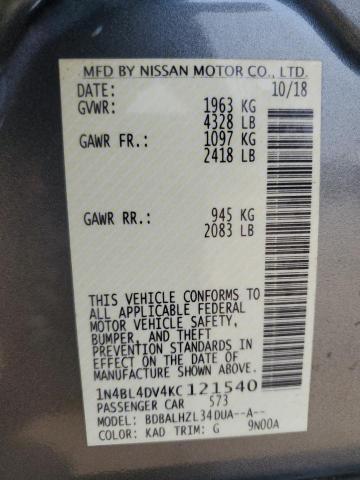 MFD BY NISSAN MOTOR CO., LTD.
DATE: 10/18
GVWR: 1963 KG
4328 LB
GAWR FR.: 1097 KG
2418 LB
GAWR RR.: 945 KG
2083 LB
THIS VEHICLE CONFORMS TO
ALL APPLICABLE FEDERAL
MOTOR VEHICLE SAFETY,
BUMPER, AND THEFT
PREVENTION STANDARDS
IN EFFECT ON THE DATE OF
MANUFACTURE SHOWN ABOVE.
1N4BL4DV4KC121540
PASSENGER CAR 573
MODEL: BDBALHZL34DUA--A--
COLOR: KAD TRIM: G 9N00A